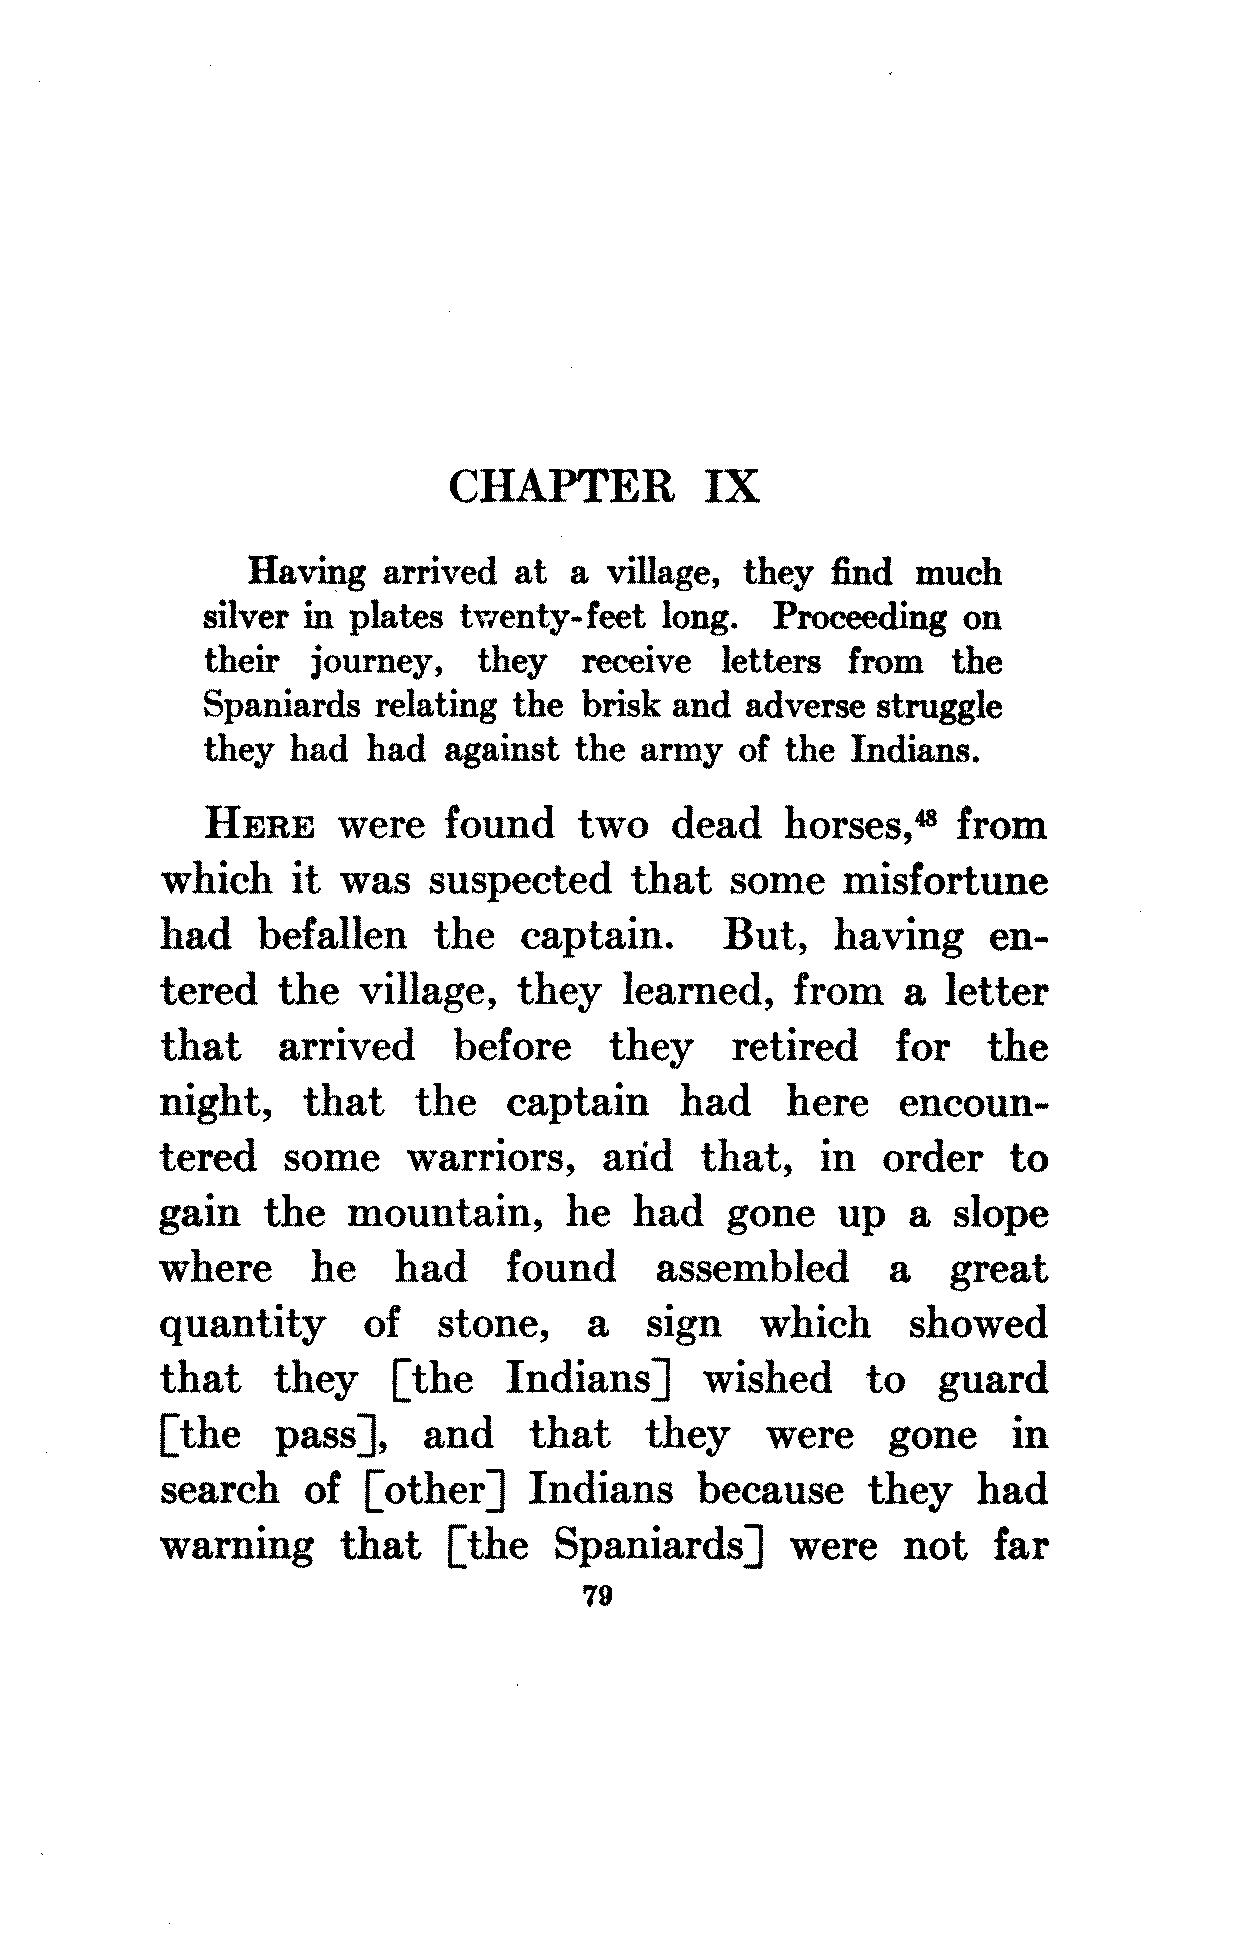 CHAPTER IX
Having arrived at a village, they find much
silver in plates twenty-feet long. Proceeding on
their journey, they receive letters from the
Spaniards relating the brisk and adverse struggle
they had had against the army of the Indians.
HERE were found two dead horses,⁴⁸ from
which it was suspected that some misfortune
had befallen the captain. But, having en-
tered the village, they learned, from a letter
that arrived before they retired for the
night, that the captain had here encoun-
tered some warriors, and that, in order to
gain the mountain, he had gone up a slope
where he had found assembled a great
quantity of stone, a sign which showed
that they [the Indians] wished to guard
[the pass], and that they were gone in
search of [other] Indians because they had
warning that [the Spaniards] were not far
79